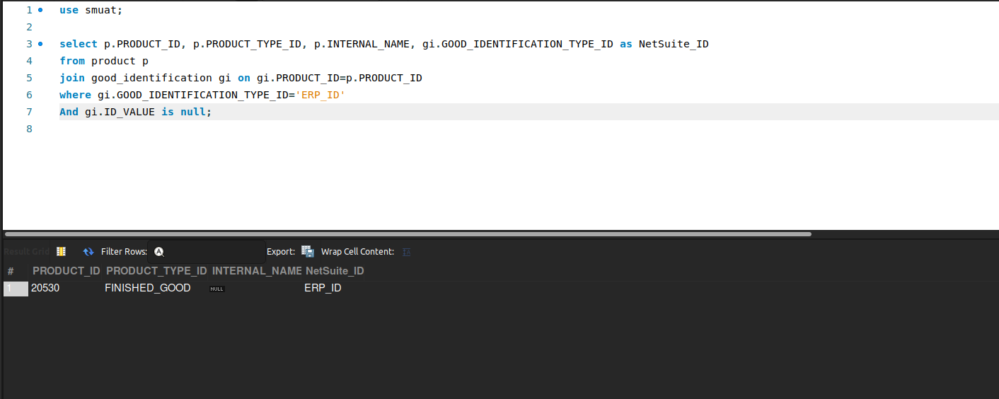 1 use smuat;
2
3 select p.PRODUCT_ID, p.PRODUCT_TYPE_ID, p.INTERNAL_NAME, gi.GOOD_IDENTIFICATION_TYPE_ID as NetSuite_ID
4 from product p
5 join good_identification gi on gi.PRODUCT_ID=p.PRODUCT_ID
6 where gi.GOOD_IDENTIFICATION_TYPE_ID='ERP_ID'
7 And gi.ID_VALUE is null;
8
Result Grid Filter Rows: Export: Wrap Cell Content:
# PRODUCT_ID PRODUCT_TYPE_ID INTERNAL_NAME NetSuite_ID
1 20530 FINISHED_GOOD NULL ERP_ID